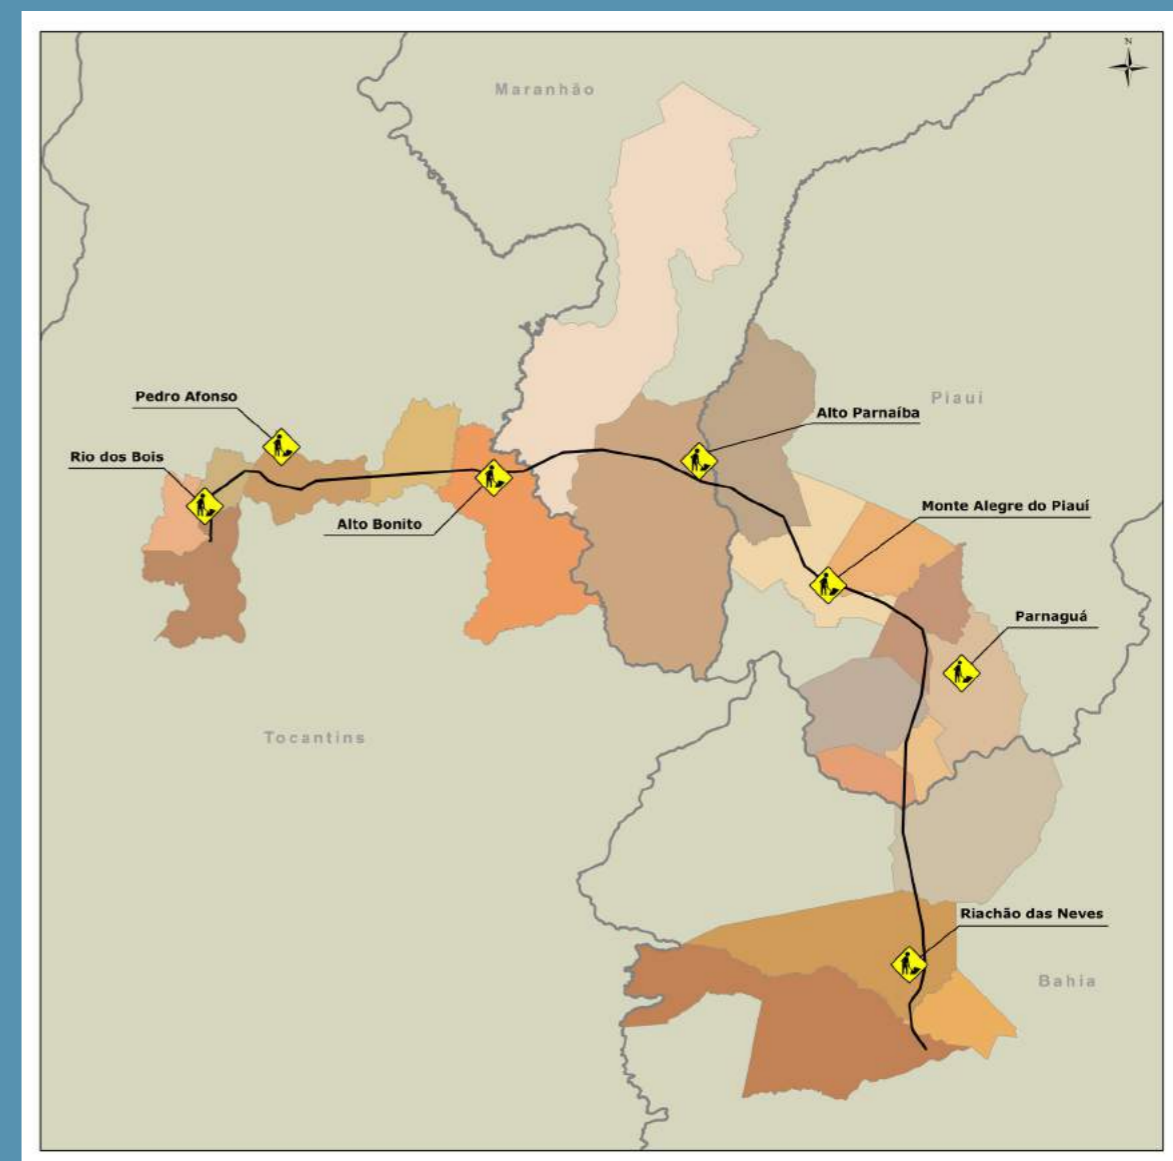 N
Maranhão
Pedro Afonso
Piauí
Alto Parnaíba
Rio dos Bois
Monte Alegre do Piauí
Alto Bonito
Parnaguá
Tocantins
Riachão das Neves
Bahia